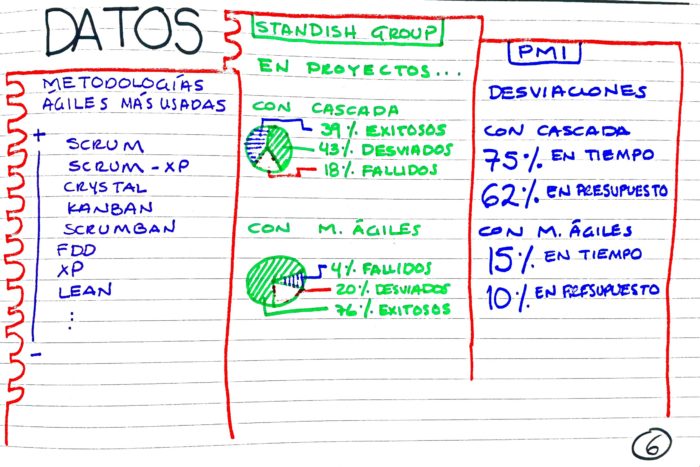 DATOS
METODOLOGÍAS
AGILES MÁS USADAS
+
SCRUM
SCRUM - XP
CRYSTAL
KANBAN
SCRUMBAN
FDD
XP
LEAN
⋮
-
STANDISH GROUP
EN PROYECTOS...
CON CASCADA
39% EXITOSOS
43% DESVIADOS
18% FALLIDOS
CON M. ÁGILES
4% FALLIDOS
20% DESVIADOS
76% EXITOSOS
PMI
DESVIACIONES
CON CASCADA
75% EN TIEMPO
62% EN PRESUPUESTO
CON M. ÁGILES
15% EN TIEMPO
10% EN PRESUPUESTO
6